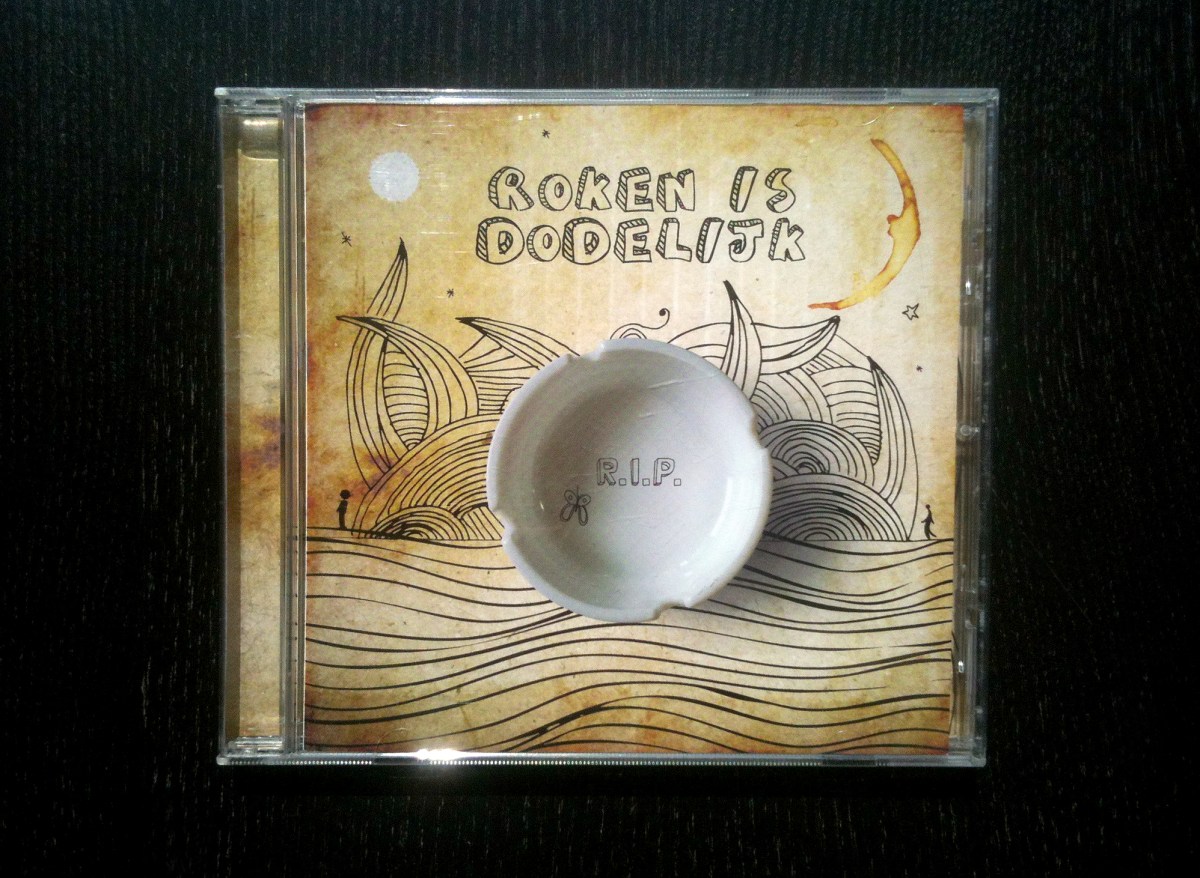 ROKEN IS
DODELIJK
R.I.P.